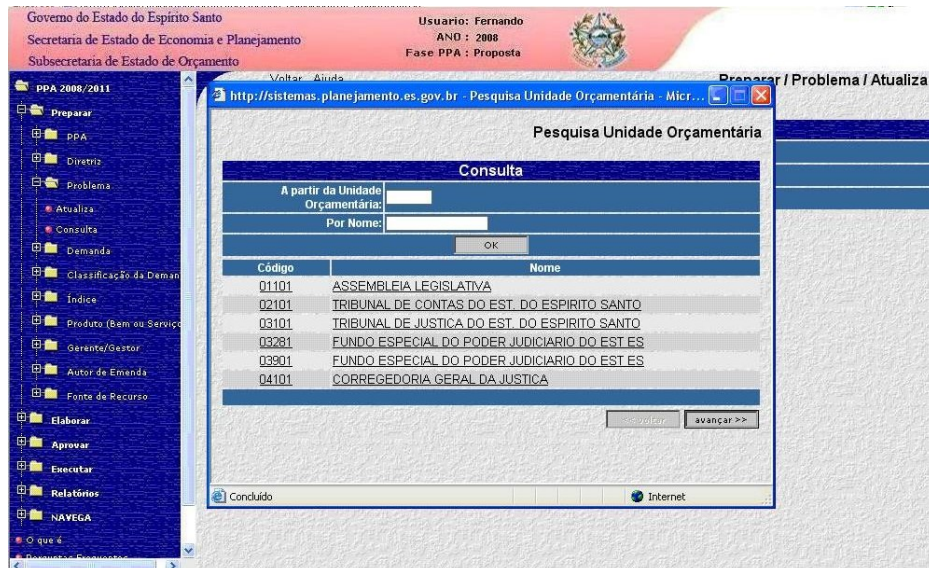 Governo do Estado do Espírito Santo
Secretaria de Estado de Economia e Planejamento
Subsecretaria de Estado de Orçamento
Usuario: Fernando
ANO : 2008
Fase PPA : Proposta
Voltar Ajuda
Preparar / Problema / Atualiza
PPA 2008/2011
Preparar
PPA
Diretriz
Problema
Atualiza
Consulta
Demanda
Classificação da Deman
Índice
Produto (Bem ou Serviço
Gerente/Gestor
Autor de Emenda
Fonte de Recurso
Elaborar
Aprovar
Executar
Relatórios
NAVEGA
O que é
Perguntas Frequentes
http://sistemas.planejamento.es.gov.br - Pesquisa Unidade Orçamentária - Micr...
Pesquisa Unidade Orçamentária
Consulta
A partir da Unidade
Orçamentária:
Por Nome:
OK
Código Nome
01101 ASSEMBLEIA LEGISLATIVA
02101 TRIBUNAL DE CONTAS DO EST. DO ESPIRITO SANTO
03101 TRIBUNAL DE JUSTICA DO EST. DO ESPIRITO SANTO
03281 FUNDO ESPECIAL DO PODER JUDICIARIO DO EST ES
03901 FUNDO ESPECIAL DO PODER JUDICIARIO DO EST ES
04101 CORREGEDORIA GERAL DA JUSTICA
<< voltar avançar >>
Concluído Internet